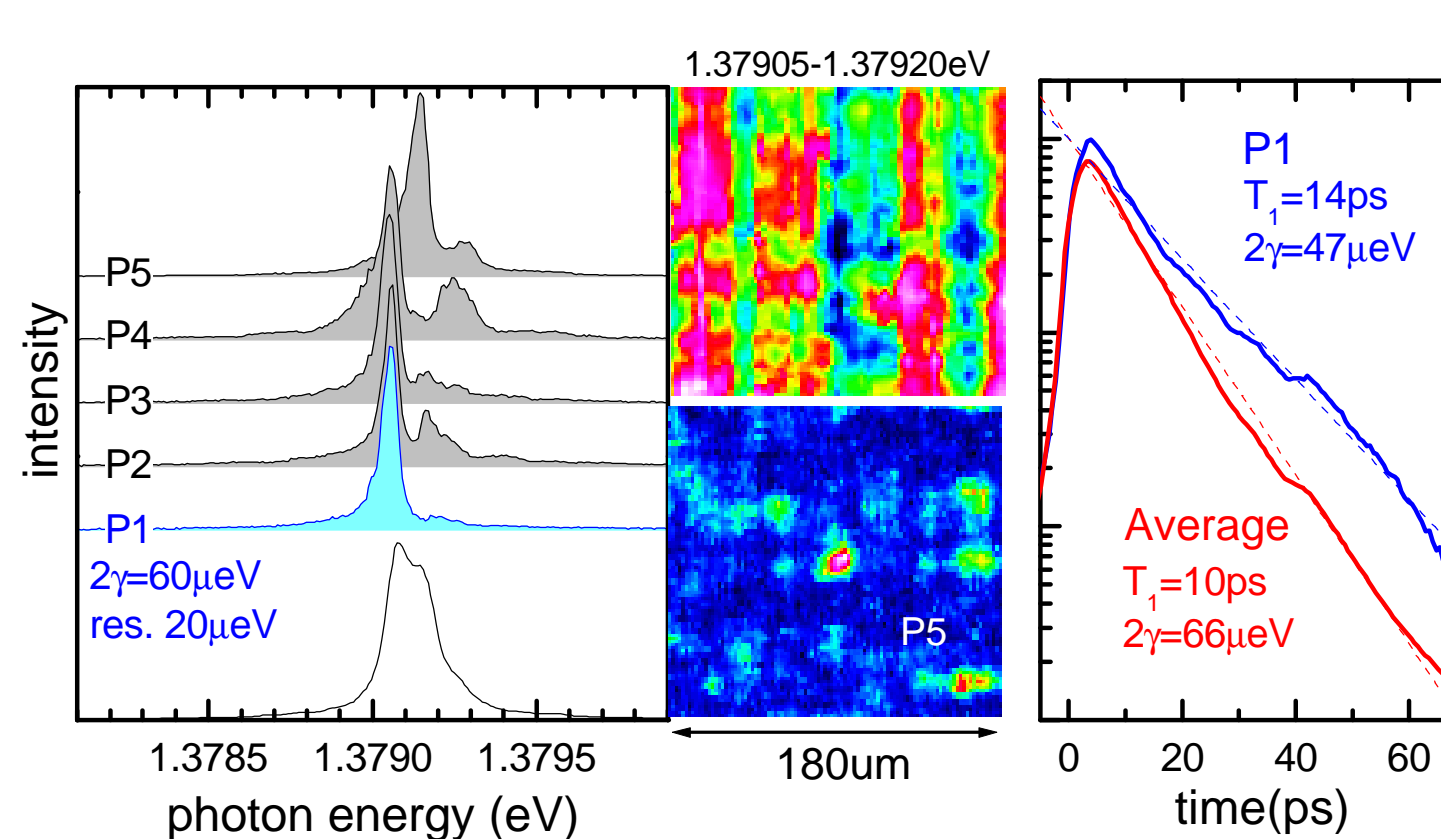 intensity
P5
P4
P3
P2
P1
2γ=60μeV
res. 20μeV
1.3785 1.3790 1.3795
photon energy (eV)
1.37905-1.37920eV
P5
180um
P1
T₁=14ps
2γ=47μeV
Average
T₁=10ps
2γ=66μeV
0 20 40 60
time(ps)